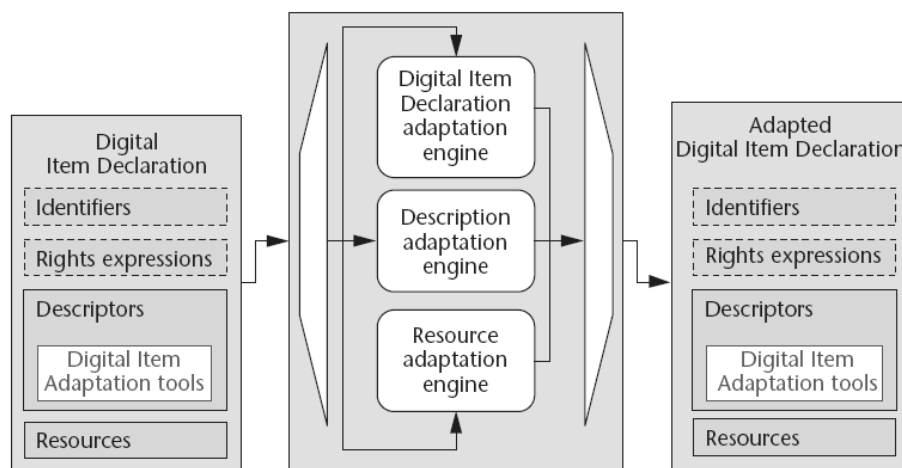 Digital
Item Declaration
Identifiers
Rights expressions
Descriptors
Digital Item
Adaptation tools
Resources
Digital Item
Declaration
adaptation
engine
Description
adaptation
engine
Resource
adaptation
engine
Adapted
Digital Item Declaration
Identifiers
Rights expressions
Descriptors
Digital Item
Adaptation tools
Resources